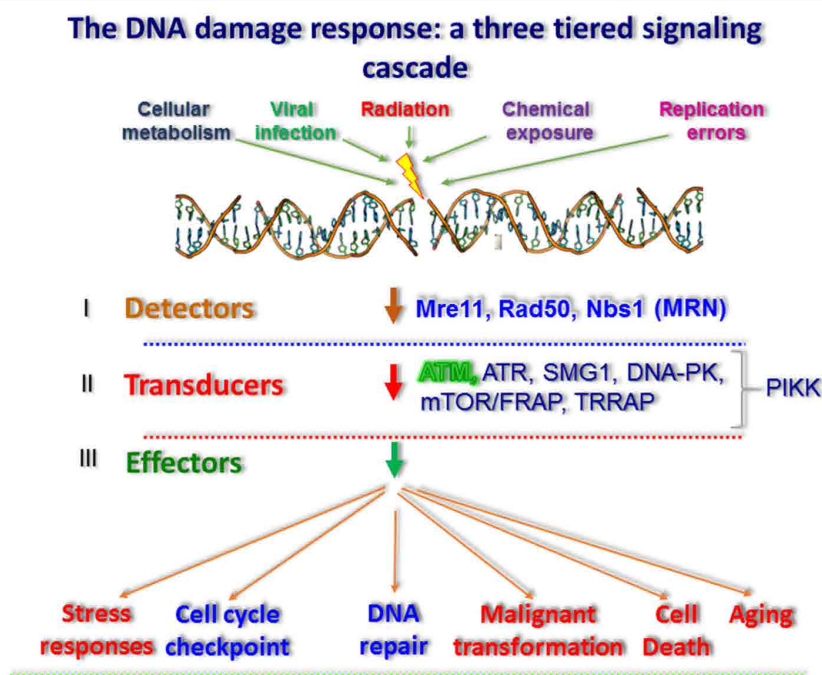 The DNA damage response: a three tiered signaling
cascade
Cellular
metabolism
Viral
infection
Radiation
Chemical
exposure
Replication
errors
I Detectors Mre11, Rad50, Nbs1 (MRN)
II Transducers ATM, ATR, SMG1, DNA-PK,
mTOR/FRAP, TRRAP
PIKK
III Effectors
Stress
responses
Cell cycle
checkpoint
DNA
repair
Malignant
transformation
Cell
Death
Aging